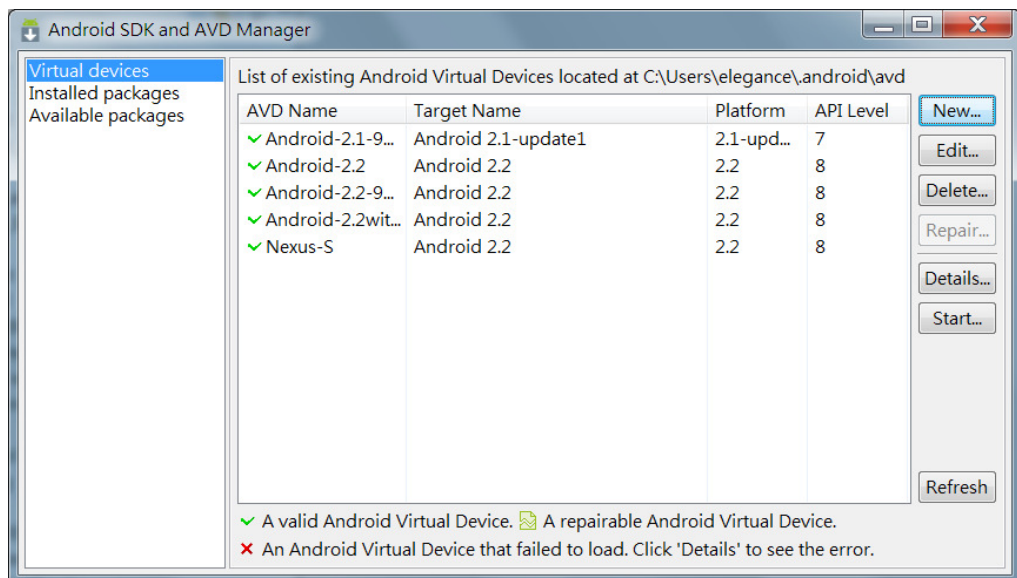 Android SDK and AVD Manager
Virtual devices
Installed packages
Available packages
List of existing Android Virtual Devices located at C:\Users\elegance\.android\avd
AVD Name Target Name Platform API Level
Android-2.1-9... Android 2.1-update1 2.1-upd... 7
Android-2.2 Android 2.2 2.2 8
Android-2.2-9... Android 2.2 2.2 8
Android-2.2wit... Android 2.2 2.2 8
Nexus-S Android 2.2 2.2 8
New...
Edit...
Delete...
Repair...
Details...
Start...
Refresh
A valid Android Virtual Device. A repairable Android Virtual Device.
An Android Virtual Device that failed to load. Click 'Details' to see the error.